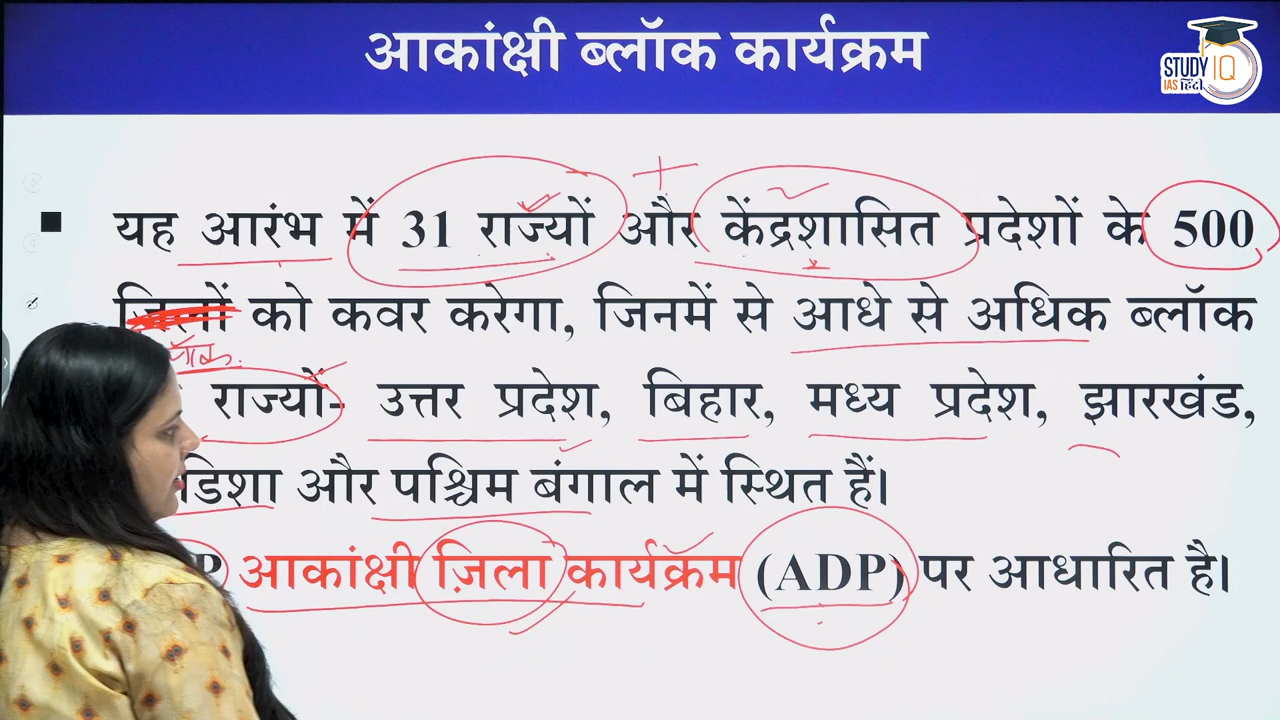 आकांक्षी ब्लॉक कार्यक्रम
STUDY IQ
IAS हिंदी
यह आरंभ में 31 राज्यों और केंद्रशासित प्रदेशों के 500
जिलों को कवर करेगा, जिनमें से आधे से अधिक ब्लॉक
राज्यों- उत्तर प्रदेश, बिहार, मध्य प्रदेश, झारखंड,
डिशा और पश्चिम बंगाल में स्थित हैं।
P आकांक्षी ज़िला कार्यक्रम (ADP) पर आधारित है।